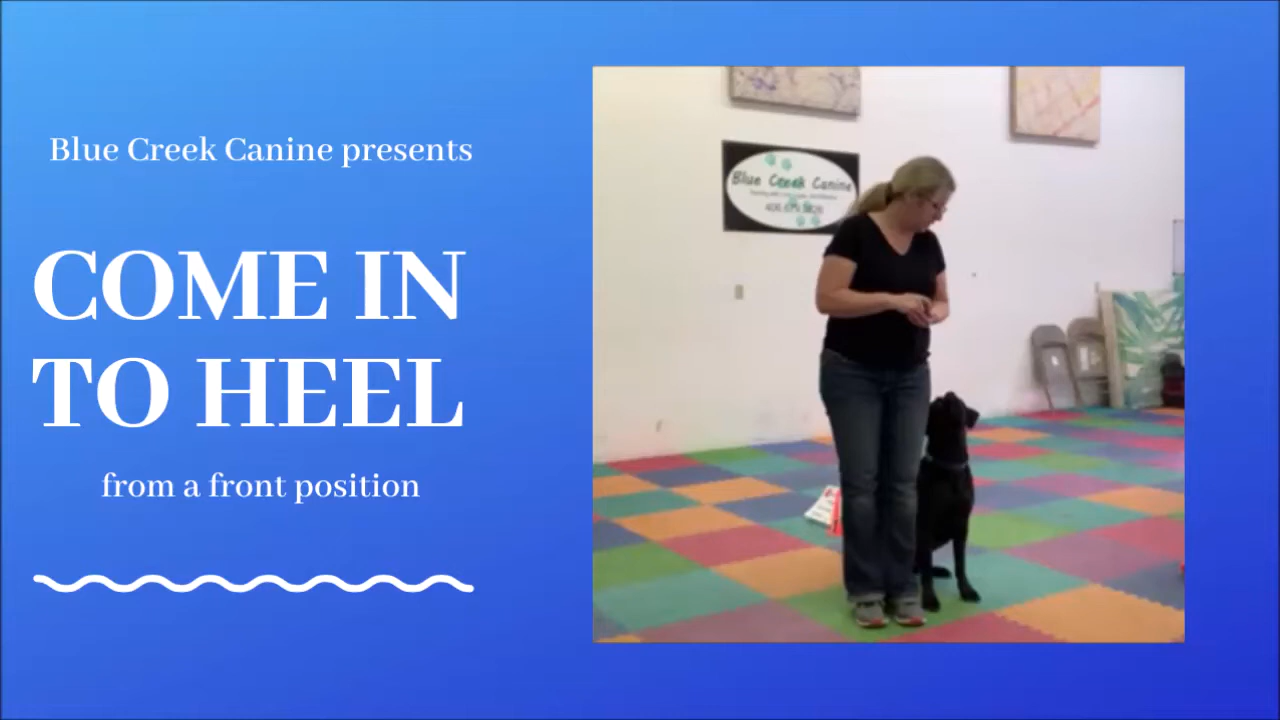 Blue Creek Canine presents
COME IN
TO HEEL
from a front position
Blue Creek Canine